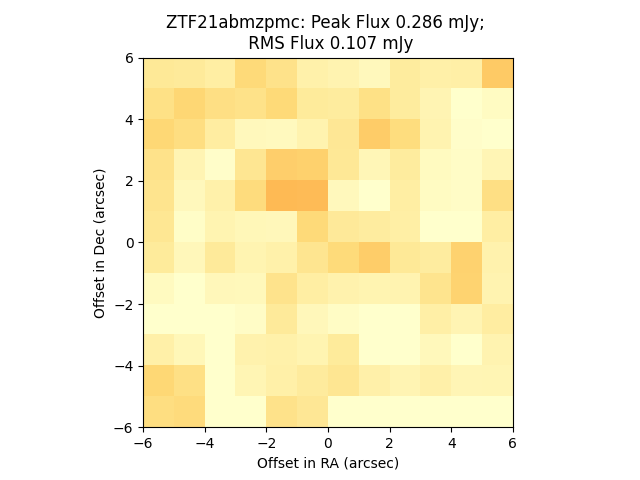 ZTF21abmzpmc: Peak Flux 0.286 mJy;
RMS Flux 0.107 mJy
6
4
2
0
−2
−4
−6
Offset in Dec (arcsec)
−6 −4 −2 0 2 4 6
Offset in RA (arcsec)